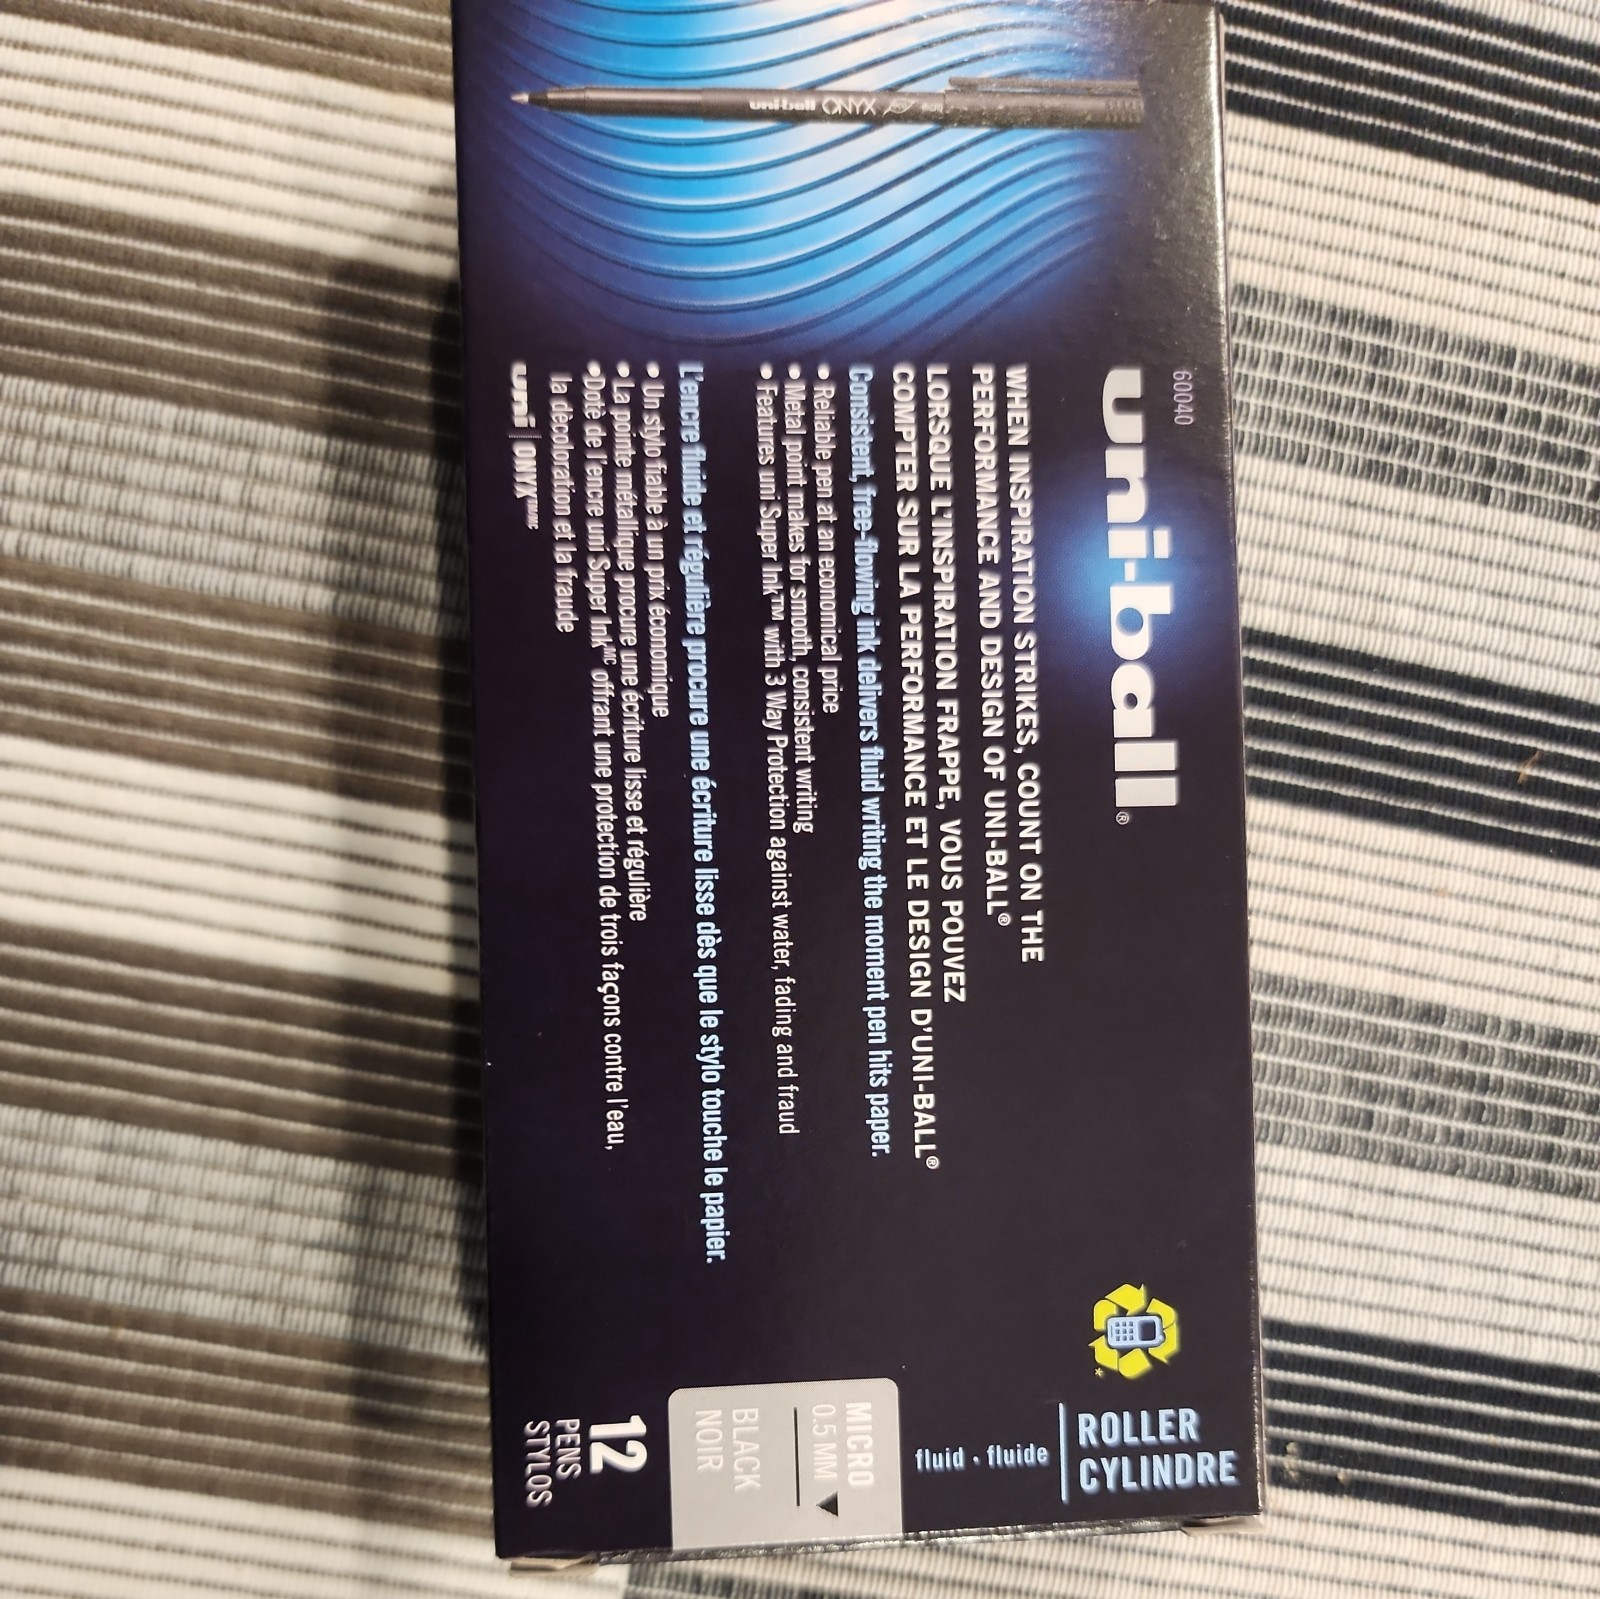 60040
uni-ball®
WHEN INSPIRATION STRIKES, COUNT ON THE
PERFORMANCE AND DESIGN OF UNI-BALL®
LORSQUE L'INSPIRATION FRAPPE, VOUS POUVEZ
COMPTER SUR LA PERFORMANCE ET LE DESIGN D'UNI-BALL®
Consistent, free-flowing ink delivers fluid writing the moment pen hits paper.
• Reliable pen at an economical price
• Metal point makes for smooth, consistent writing
• Features uni Super Ink™ with 3 Way Protection against water, fading and fraud
L'encre fluide et régulière procure une écriture lisse dès que le stylo touche le papier.
• Un stylo fiable à un prix économique
• La pointe métallique procure une écriture lisse et régulière
• Doté de l'encre uni Super Ink MC offrant une protection de trois façons contre l'eau,
la décoloration et la fraude
uni | ONYX
uni-ball ONYX
ROLLER
CYLINDRE
fluid · fluide
MICRO
0.5 MM
BLACK
NOIR
12
PENS
STYLOS